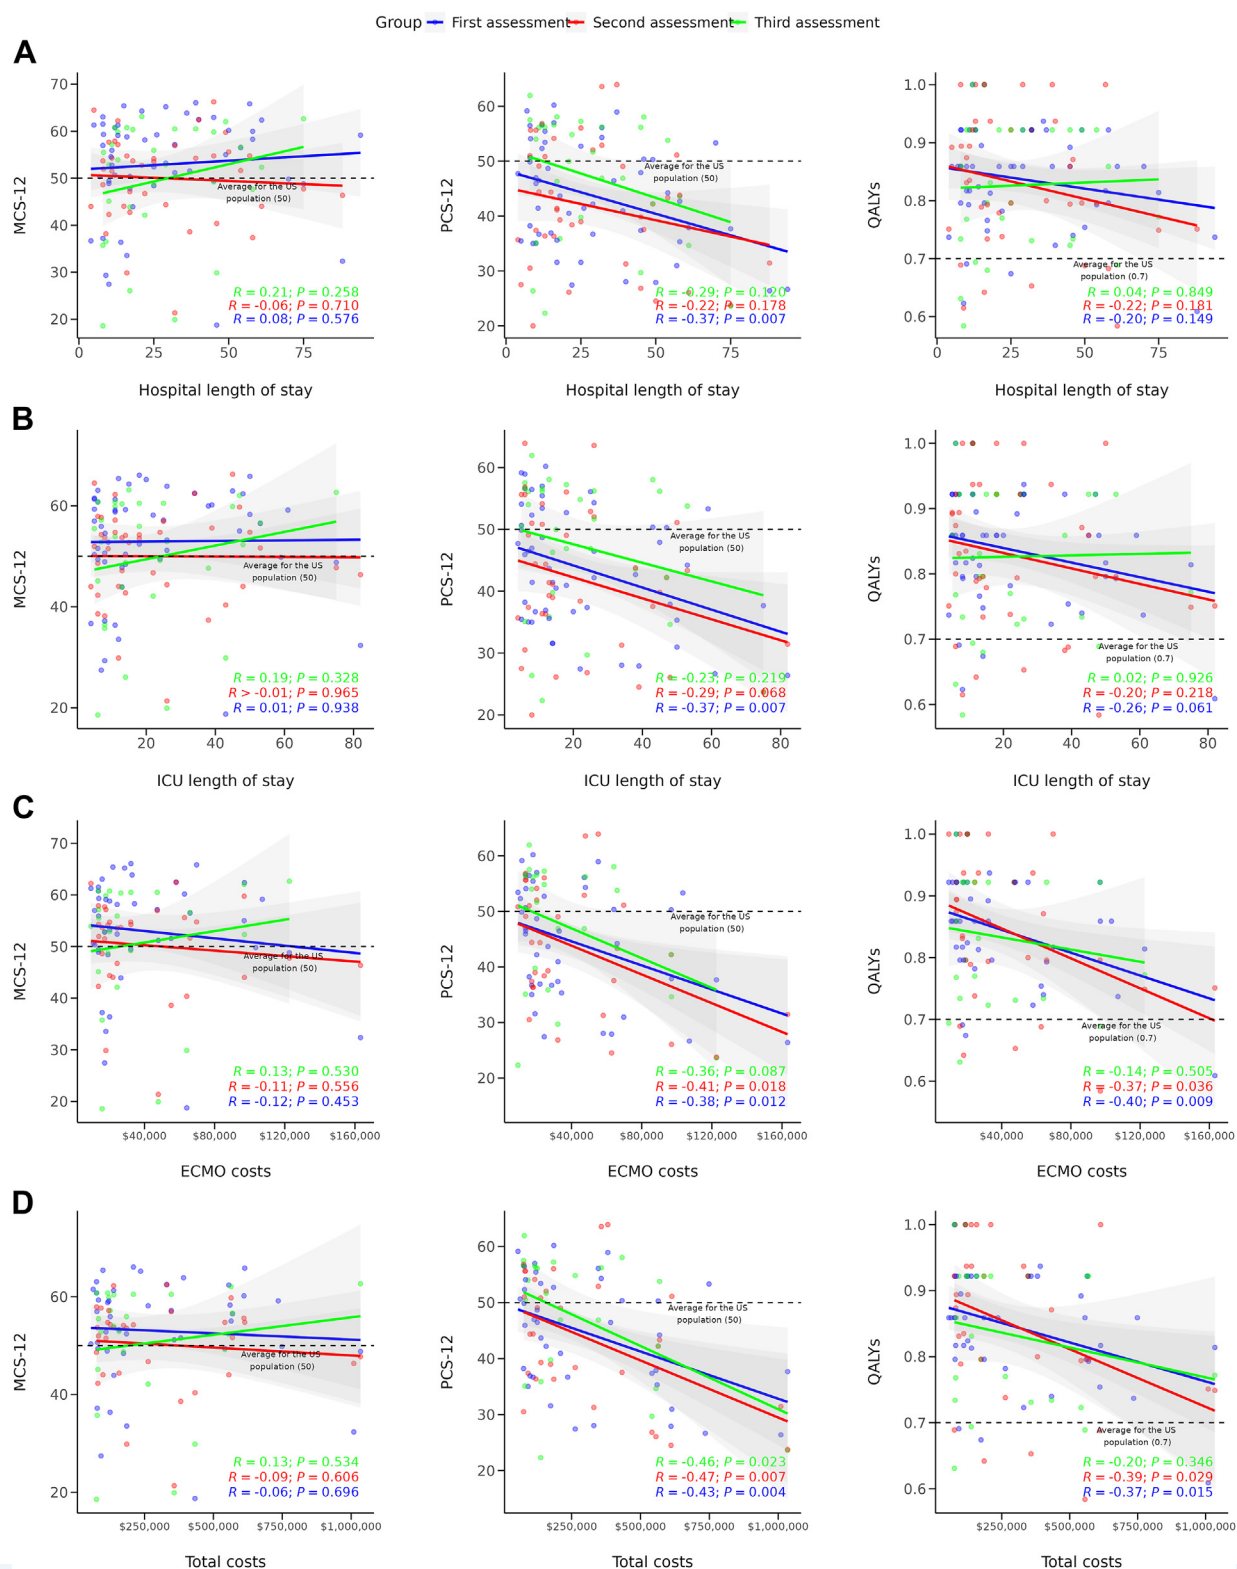 Group First assessment Second assessment Third assessment
A
MCS-12
70
60
50
40
30
20
Average for the US
population (50)
R = 0.21; P = 0.258
R = -0.06; P = 0.710
R = 0.08; P = 0.576
0 25 50 75
Hospital length of stay
PCS-12
60
50
40
30
20
Average for the US
population (50)
R = -0.29; P = 0.120
R = -0.22; P = 0.178
R = -0.37; P = 0.007
0 25 50 75
Hospital length of stay
QALYs
1.0
0.9
0.8
0.7
0.6
Average for the US
population (0.7)
R = 0.04; P = 0.849
R = -0.22; P = 0.181
R = -0.20; P = 0.149
0 25 50 75
Hospital length of stay
B
MCS-12
60
50
40
20
Average for the US
population (50)
R = 0.19; P = 0.328
R > -0.01; P = 0.965
R = 0.01; P = 0.938
20 40 60 80
ICU length of stay
PCS-12
60
50
40
30
20
Average for the US
population (50)
R = -0.23; P = 0.219
R = -0.29; P = 0.068
R = -0.37; P = 0.007
20 40 60 80
ICU length of stay
QALYs
1.0
0.9
0.8
0.7
0.6
Average for the US
population (0.7)
R = 0.02; P = 0.926
R = -0.20; P = 0.218
R = -0.26; P = 0.061
20 40 60 80
ICU length of stay
C
MCS-12
70
60
50
40
30
20
Average for the US
population (50)
R = 0.13; P = 0.530
R = -0.11; P = 0.556
R = -0.12; P = 0.453
$40,000 $80,000 $120,000 $160,000
ECMO costs
PCS-12
60
50
40
30
20
Average for the US
population (50)
R = -0.36; P = 0.087
R = -0.41; P = 0.018
R = -0.38; P = 0.012
$40,000 $80,000 $120,000 $160,000
ECMO costs
QALYs
1.0
0.9
0.8
0.7
0.6
Average for the US
population (0.7)
R = -0.14; P = 0.505
R = -0.37; P = 0.036
R = -0.40; P = 0.009
$40,000 $80,000 $120,000 $160,000
ECMO costs
D
MCS-12
60
50
40
20
Average for the US
population (50)
R = 0.13; P = 0.534
R = -0.09; P = 0.606
R = -0.06; P = 0.696
$250,000 $500,000 $750,000 $1,000,000
Total costs
PCS-12
60
50
40
30
20
Average for the US
population (50)
R = -0.46; P = 0.023
R = -0.47; P = 0.007
R = -0.43; P = 0.004
$250,000 $500,000 $750,000 $1,000,000
Total costs
QALYs
1.0
0.9
0.8
0.7
0.6
Average for the US
population (0.7)
R = -0.20; P = 0.346
R = -0.39; P = 0.029
R = -0.37; P = 0.015
$250,000 $500,000 $750,000 $1,000,000
Total costs